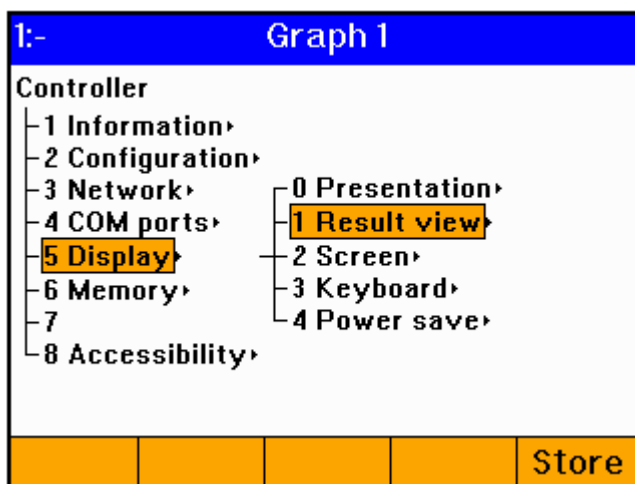 1:- Graph 1
Controller
1 Information
2 Configuration
3 Network
4 COM ports
5 Display
6 Memory
7
8 Accessibility
0 Presentation
1 Result view
2 Screen
3 Keyboard
4 Power save
Store